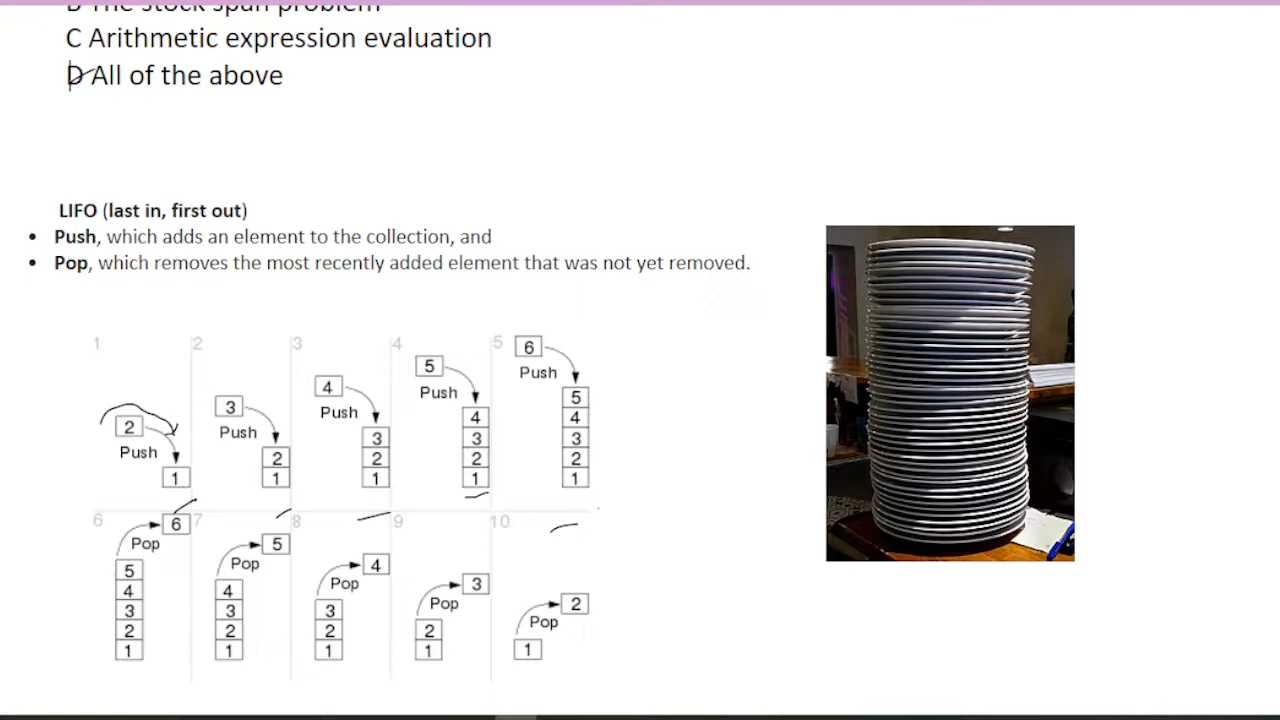 B The stock span problem
C Arithmetic expression evaluation
D All of the above
LIFO (last in, first out)
• Push, which adds an element to the collection, and
• Pop, which removes the most recently added element that was not yet removed.
1 2 3 4 5
2
Push
1
3
Push
2
1
4
Push
3
2
1
5
Push
4
3
2
1
6
Push
5
4
3
2
1
6 7 8 9 10
6
Pop
5
4
3
2
1
5
Pop
4
3
2
1
4
Pop
3
2
1
3
Pop
2
1
2
Pop
1